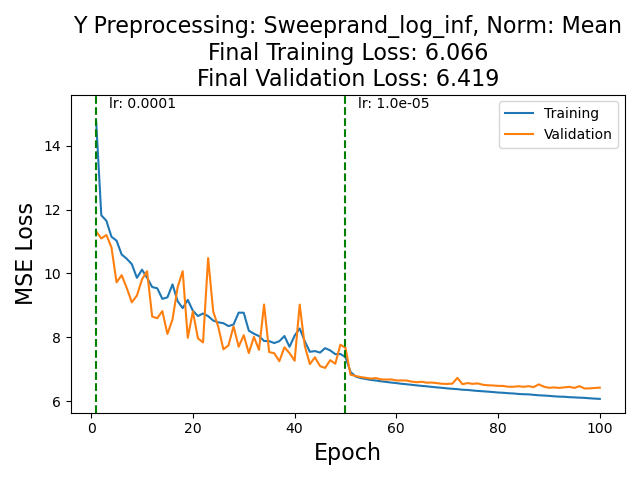 Y Preprocessing: Sweeprand_log_inf, Norm: Mean
Final Training Loss: 6.066
Final Validation Loss: 6.419
lr: 0.0001
lr: 1.0e-05
Training
Validation
MSE Loss
14
12
10
8
6
0
20
40
60
80
100
Epoch